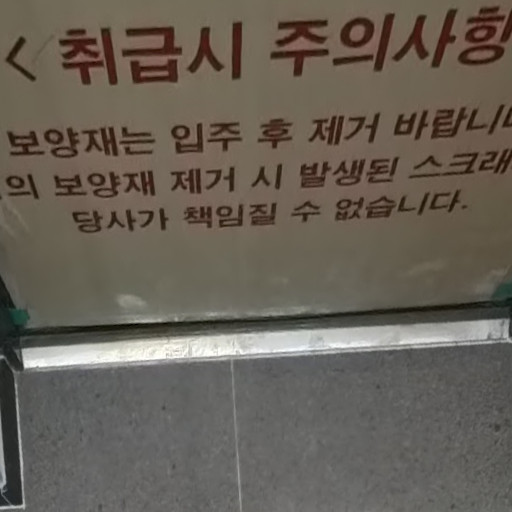 < 취급시 주의사항
보양재는 입주 후 제거 바랍니
의 보양재 제거 시 발생된 스크래
당사가 책임질 수 없습니다.